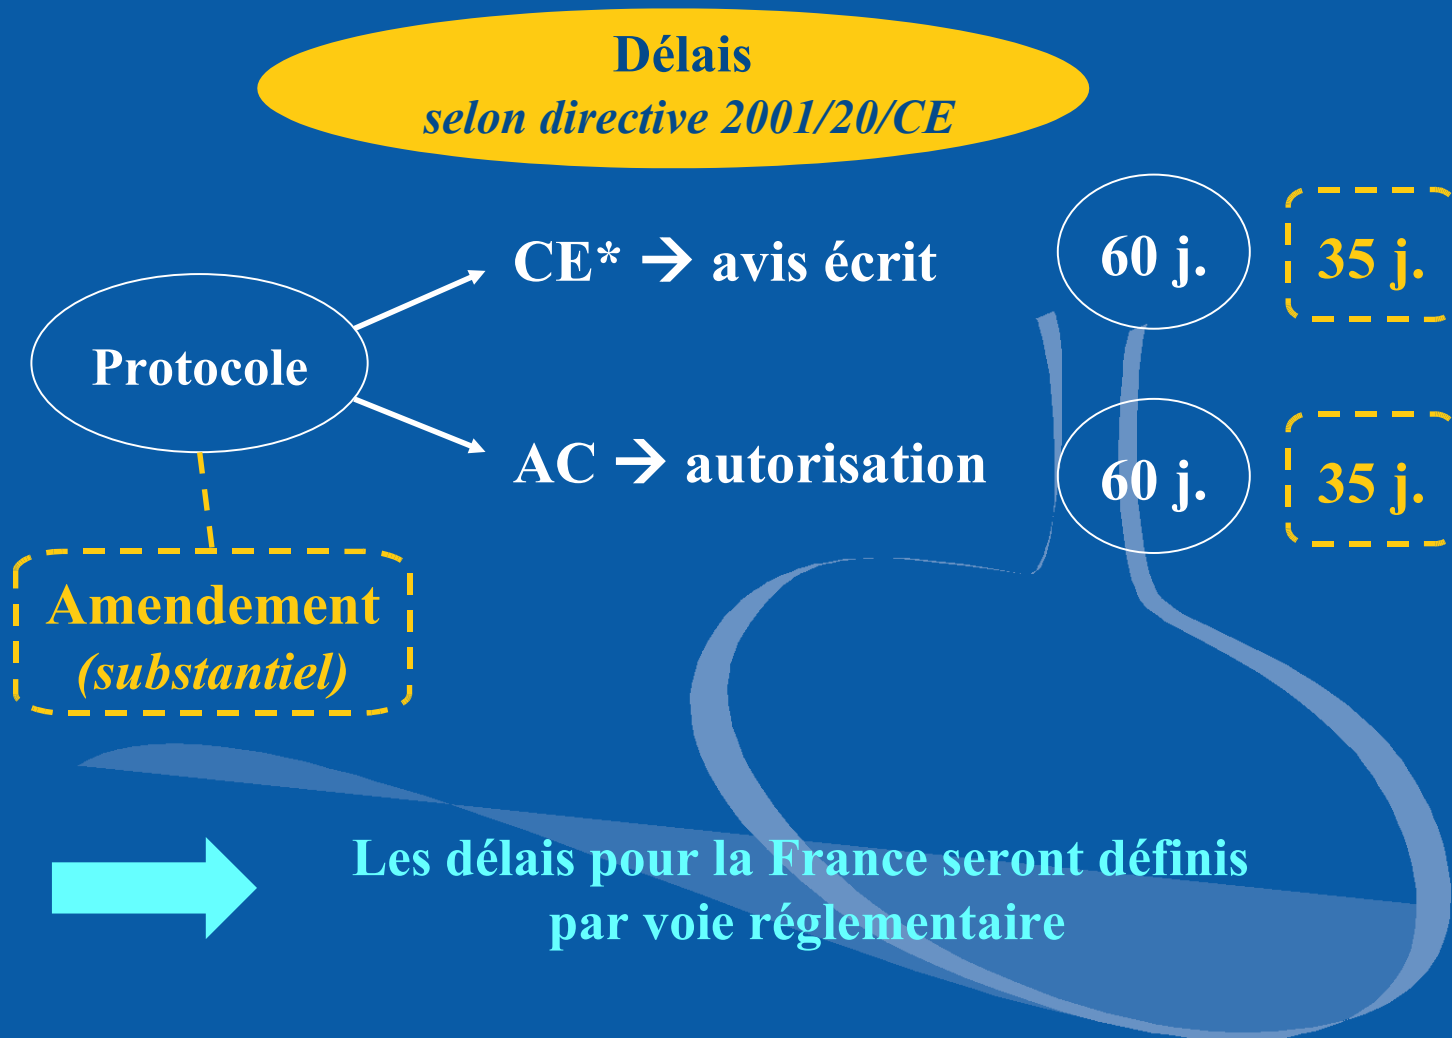 Délais
selon directive 2001/20/CE
CE* → avis écrit
60 j.
35 j.
Protocole
AC → autorisation
60 j.
35 j.
Amendement
(substantiel)
Les délais pour la France seront définis
par voie réglementaire